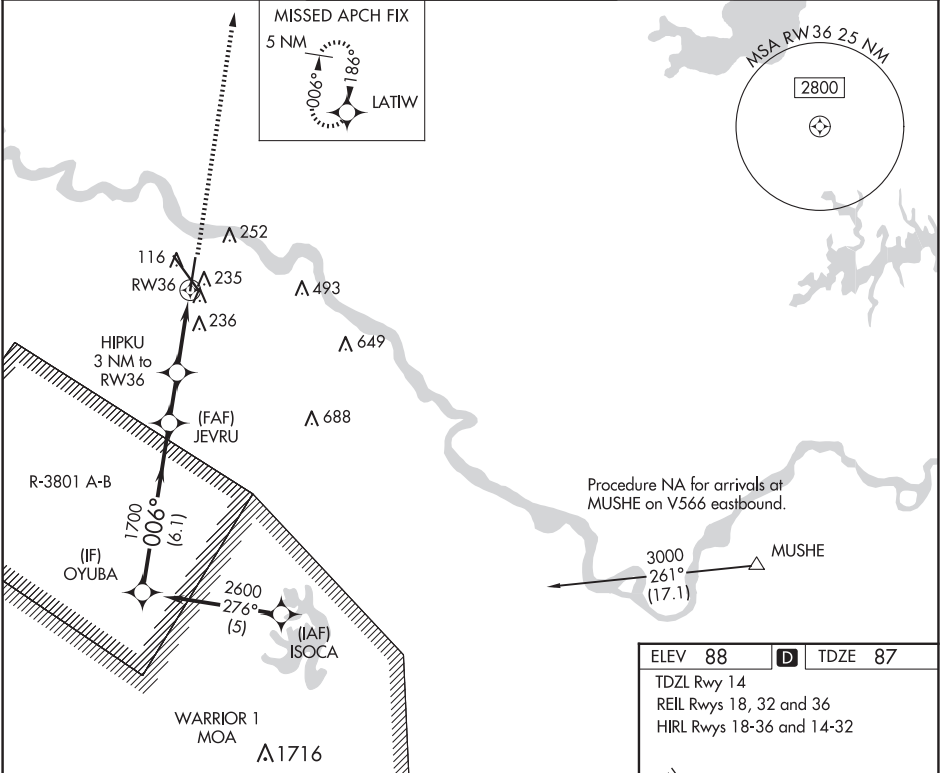 MISSED APCH FIX
5 NM
006°
186°
LATIW
MSA RW36 25 NM
2800
252
116
RW36
235
493
236
649
HIPKU
3 NM to
RW36
688
(FAF)
JEVRU
R-3801 A-B
1700
006°
(6.1)
(IF)
OYUBA
2600
276°
(5)
(IAF)
ISOCA
Procedure NA for arrivals at
MUSHE on V566 eastbound.
3000
261°
(17.1)
MUSHE
WARRIOR 1
MOA
1716
ELEV 88 D TDZE 87
TDZL Rwy 14
REIL Rwys 18, 32 and 36
HIRL Rwys 18-36 and 14-32